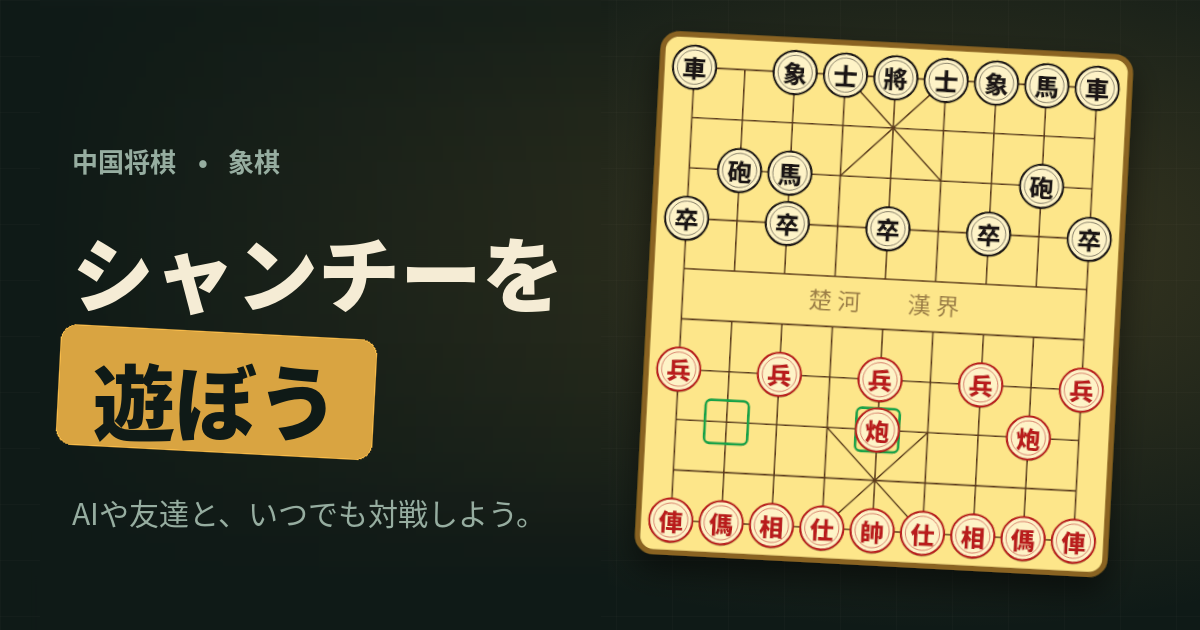 中国将棋 • 象棋
シャンチーを
遊ぼう
AIや友達と、いつでも対戦しよう。
車 象 士 將 士 象 馬 車
砲 馬 砲
卒 卒 卒 卒 卒
楚河 漢界
兵 兵 兵 兵 兵
炮 炮
俥 傌 相 仕 帥 仕 相 傌 俥